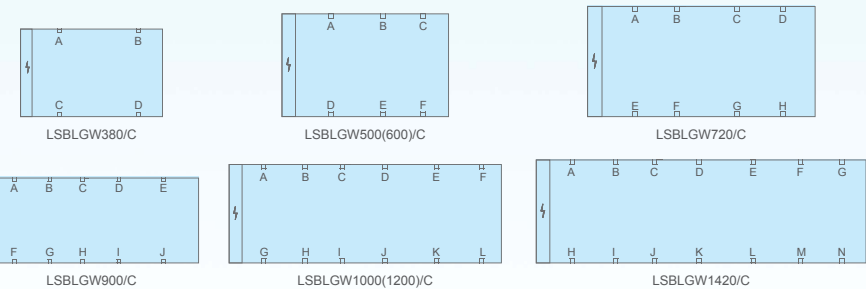 A B
C D
LSBLGW380/C
A B C
D E F
LSBLGW500(600)/C
A B C D
E F G H
LSBLGW720/C
A B C D E
F G H I J
LSBLGW900/C
A B C D E F
G H I J K L
LSBLGW1000(1200)/C
A B C D E F G
H I J K L M N
LSBLGW1420/C